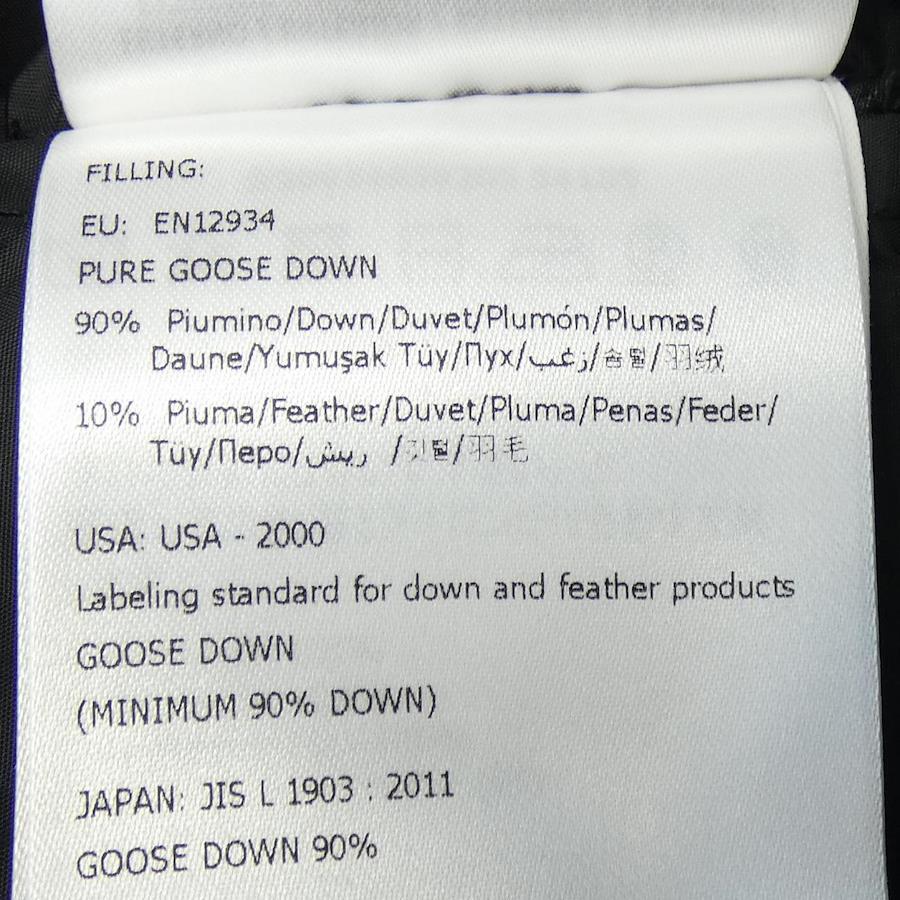 FILLING:
EU: EN12934
PURE GOOSE DOWN
90% Piumino/Down/Duvet/Plumón/Plumas/
Daune/Yumuşak Tüy/Пух/زغب/솜털/羽绒
10% Piuma/Feather/Duvet/Pluma/Penas/Feder/
Tüy/Перо/ريش /깃털/羽毛
USA: USA - 2000
Labeling standard for down and feather products
GOOSE DOWN
(MINIMUM 90% DOWN)
JAPAN: JIS L 1903 : 2011
GOOSE DOWN 90%